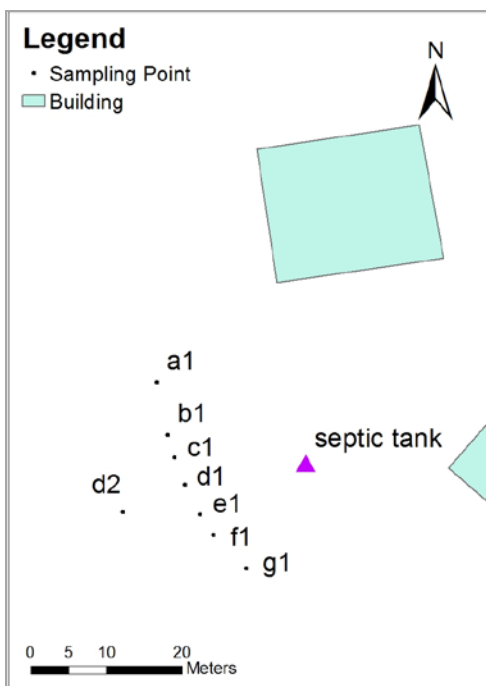 Legend
Sampling Point
Building
N
a1
b1
c1
septic tank
d1
d2
e1
f1
g1
0 5 10 20
Meters